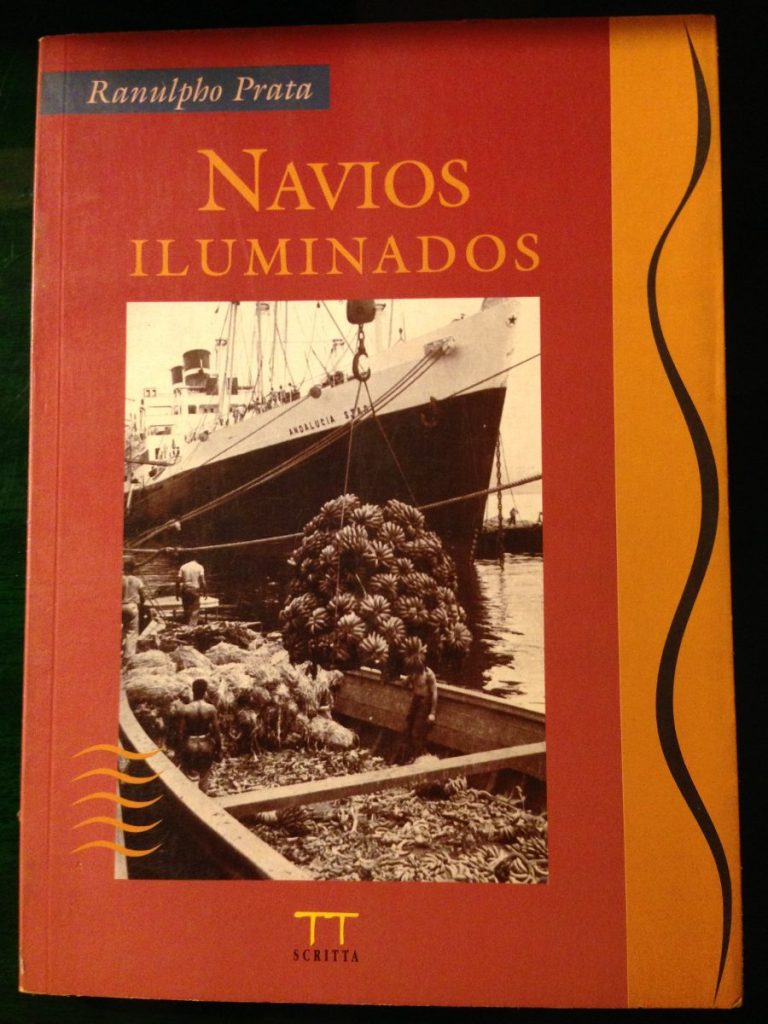 Ranulpho Prata
NAVIOS
ILUMINADOS
ANDALUCIA STAR
SCRITTA